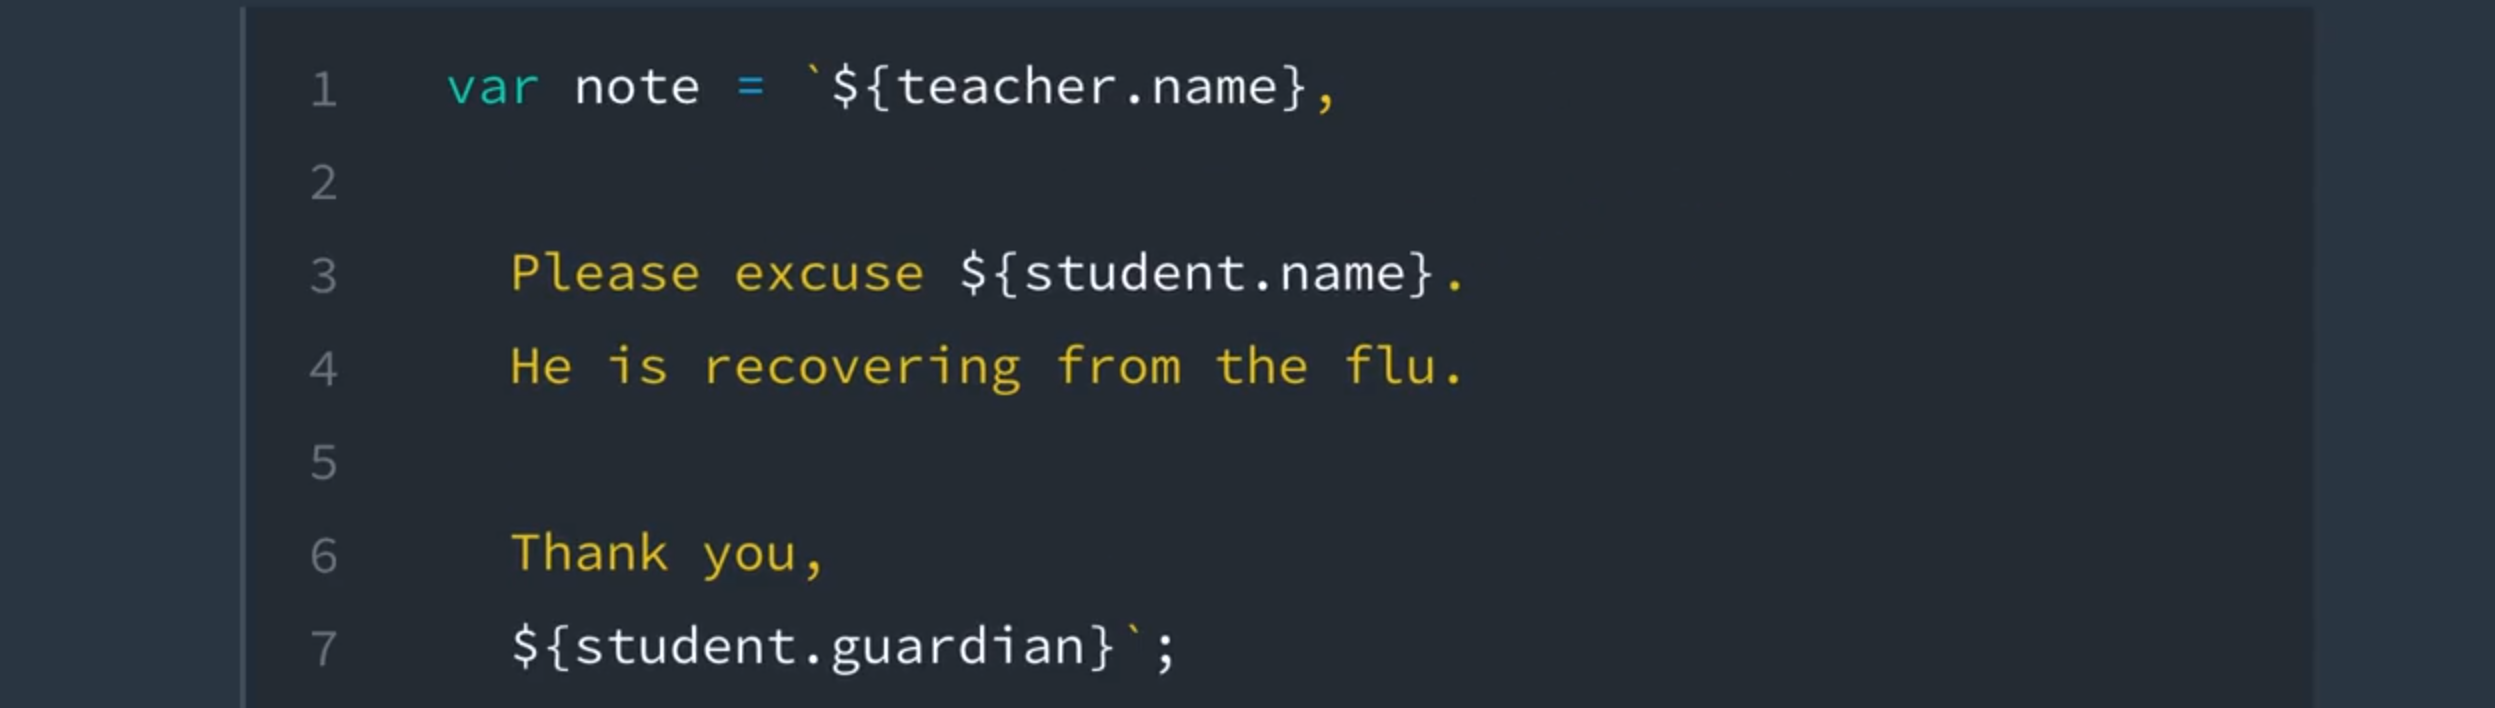 1 var note = `${teacher.name},
2
3 Please excuse ${student.name}.
4 He is recovering from the flu.
5
6 Thank you,
7 ${student.guardian}`;